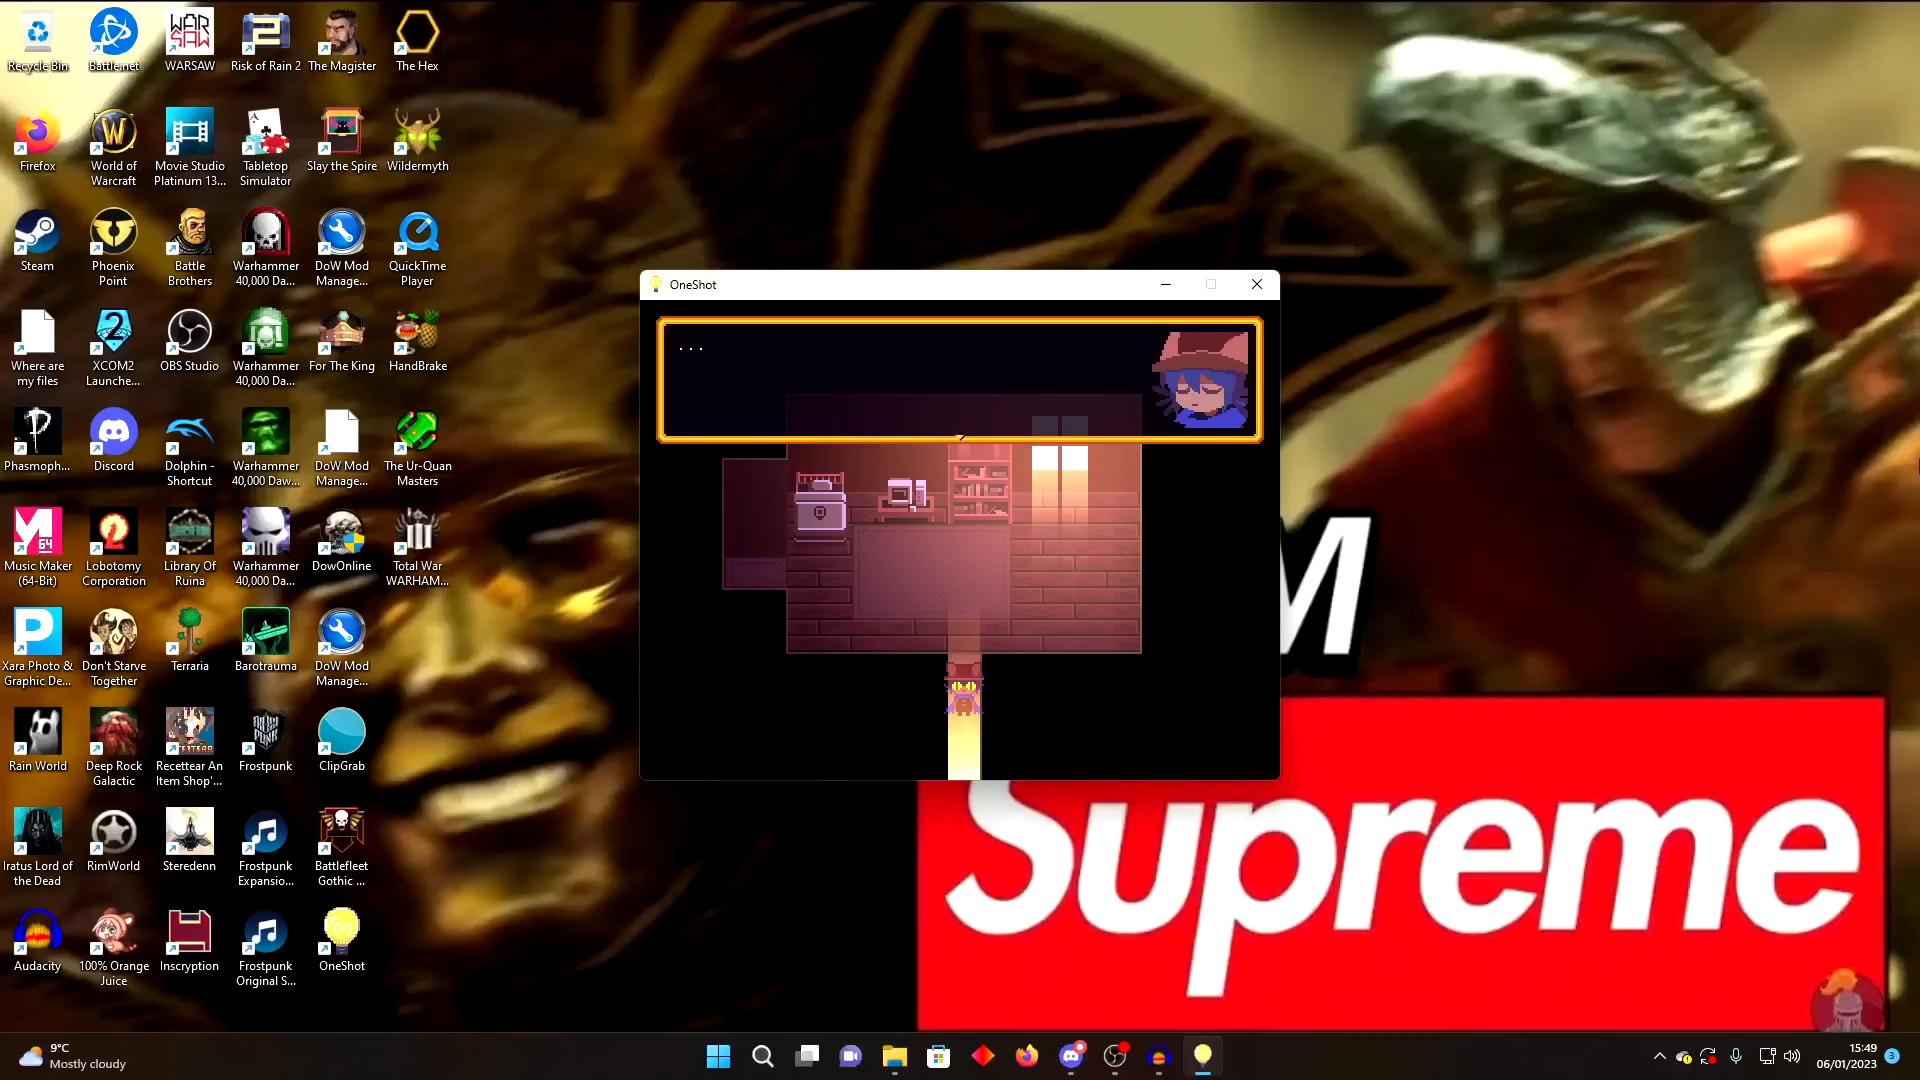 Recycle Bin
Battle.net
WARSAW
Risk of Rain 2
The Magister
The Hex
Firefox
World of
Warcraft
Movie Studio
Platinum 13...
Tabletop
Simulator
Slay the Spire
Wildermyth
Steam
Phoenix
Point
Battle
Brothers
Warhammer
40,000 Da...
DoW Mod
Manage...
QuickTime
Player
Where are
my files
XCOM2
Launche...
OBS Studio
Warhammer
40,000 Da...
For The King
HandBrake
Phasmoph...
Discord
Dolphin -
Shortcut
Warhammer
40,000 Daw...
DoW Mod
Manage...
The Ur-Quan
Masters
Music Maker
(64-Bit)
Lobotomy
Corporation
Library Of
Ruina
Warhammer
40,000 Da...
DowOnline
Total War
WARHAM...
Xara Photo &
Graphic De...
Don't Starve
Together
Terraria
Barotrauma
DoW Mod
Manage...
Rain World
Deep Rock
Galactic
Recettear An
Item Shop'...
Frostpunk
ClipGrab
Iratus Lord of
the Dead
RimWorld
Steredenn
Frostpunk
Expansio...
Battlefleet
Gothic ...
Audacity
100% Orange
Juice
Inscryption
Frostpunk
Original S...
OneShot
OneShot
...
M
Supreme
9°C
Mostly cloudy
15:49
06/01/2023
3